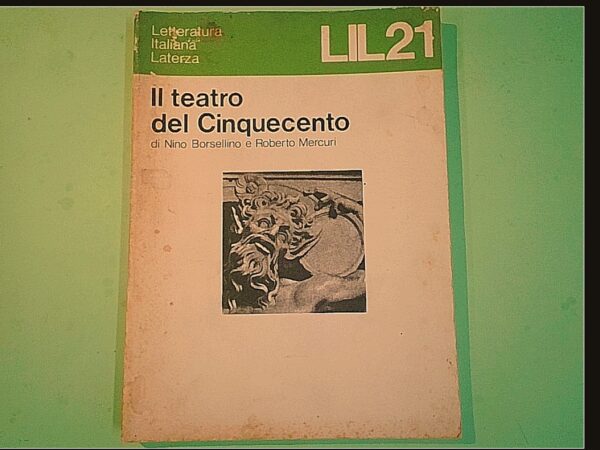 Letteratura
Italiana
Laterza
LIL21
Il teatro
del Cinquecento
di Nino Borsellino e Roberto Mercuri